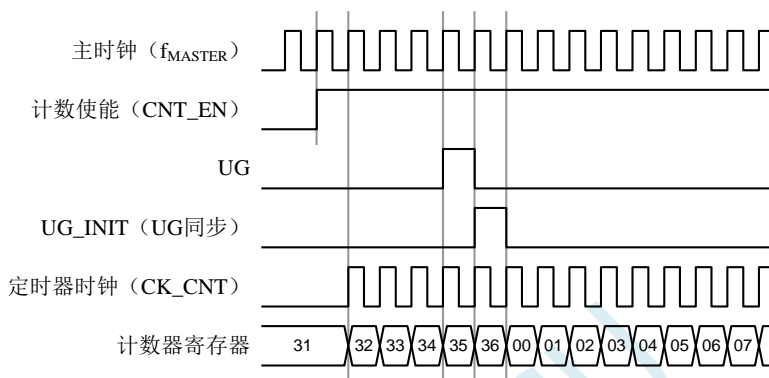 主时钟（fMASTER）
计数使能（CNT_EN）
UG
UG_INIT（UG同步）
定时器时钟（CK_CNT）
计数器寄存器 31 32 33 34 35 36 00 01 02 03 04 05 06 07